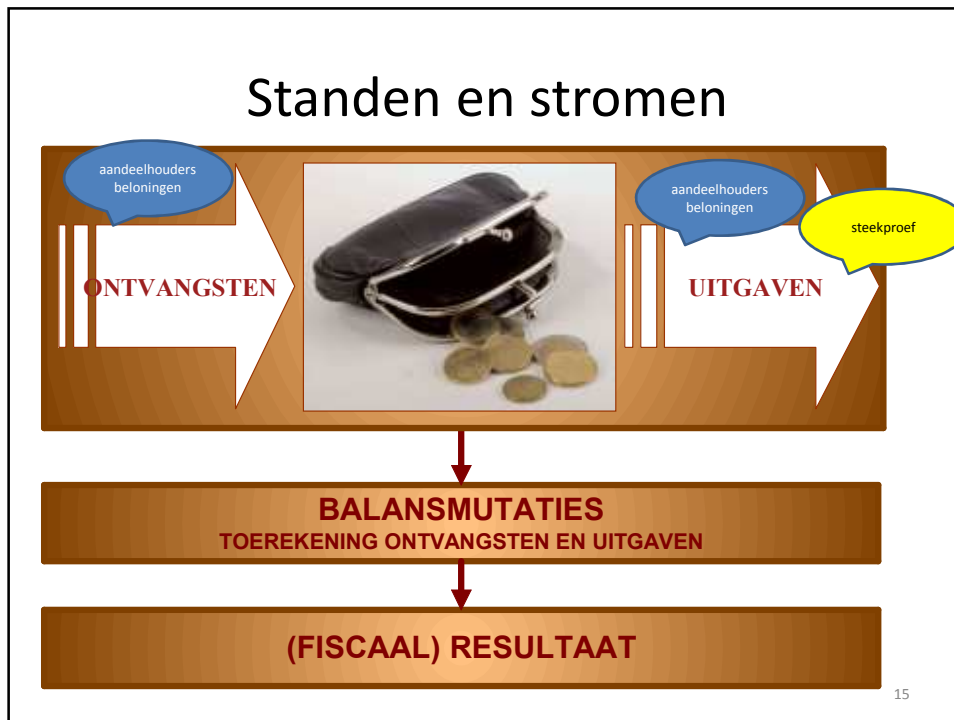 Standen en stromen
aandeelhouders
beloningen
aandeelhouders
beloningen
steekproef
ONTVANGSTEN
UITGAVEN
BALANSMUTATIES
TOEREKENING ONTVANGSTEN EN UITGAVEN
(FISCAAL) RESULTAAT
15